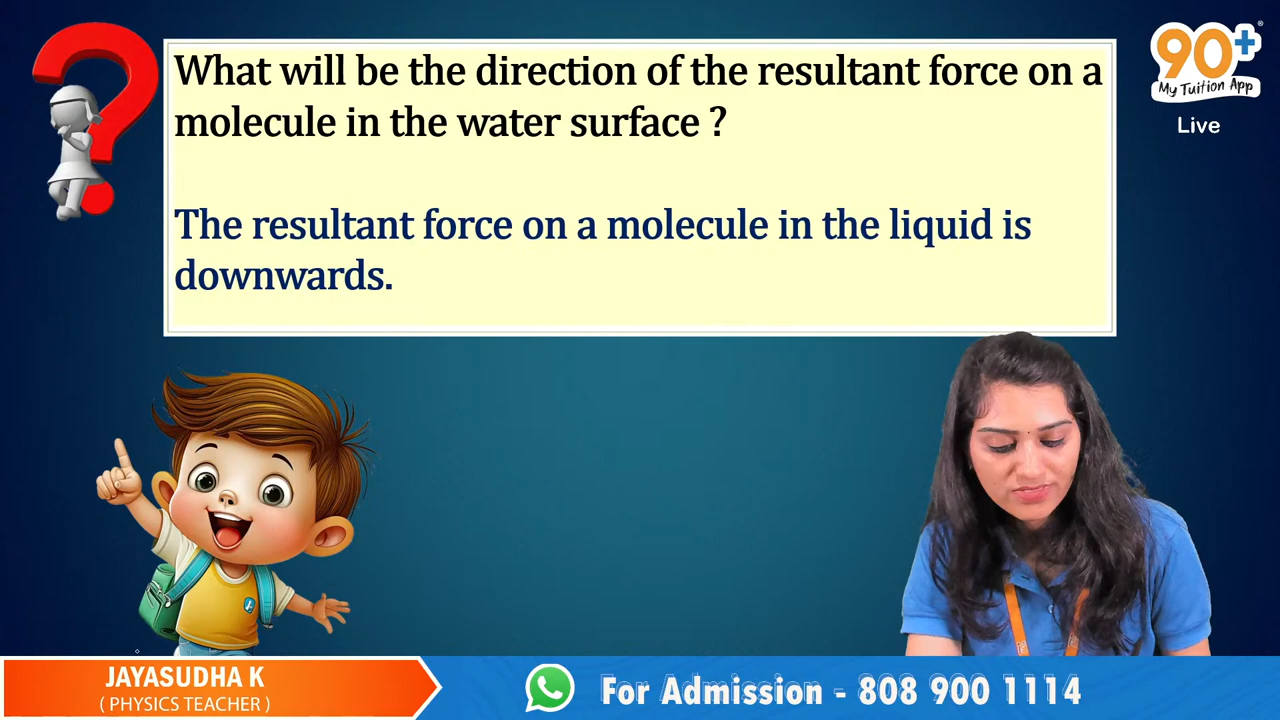 What will be the direction of the resultant force on a
molecule in the water surface ?
The resultant force on a molecule in the liquid is
downwards.
90+
My Tuition App
Live
JAYASUDHA K
( PHYSICS TEACHER )
For Admission - 808 900 1114